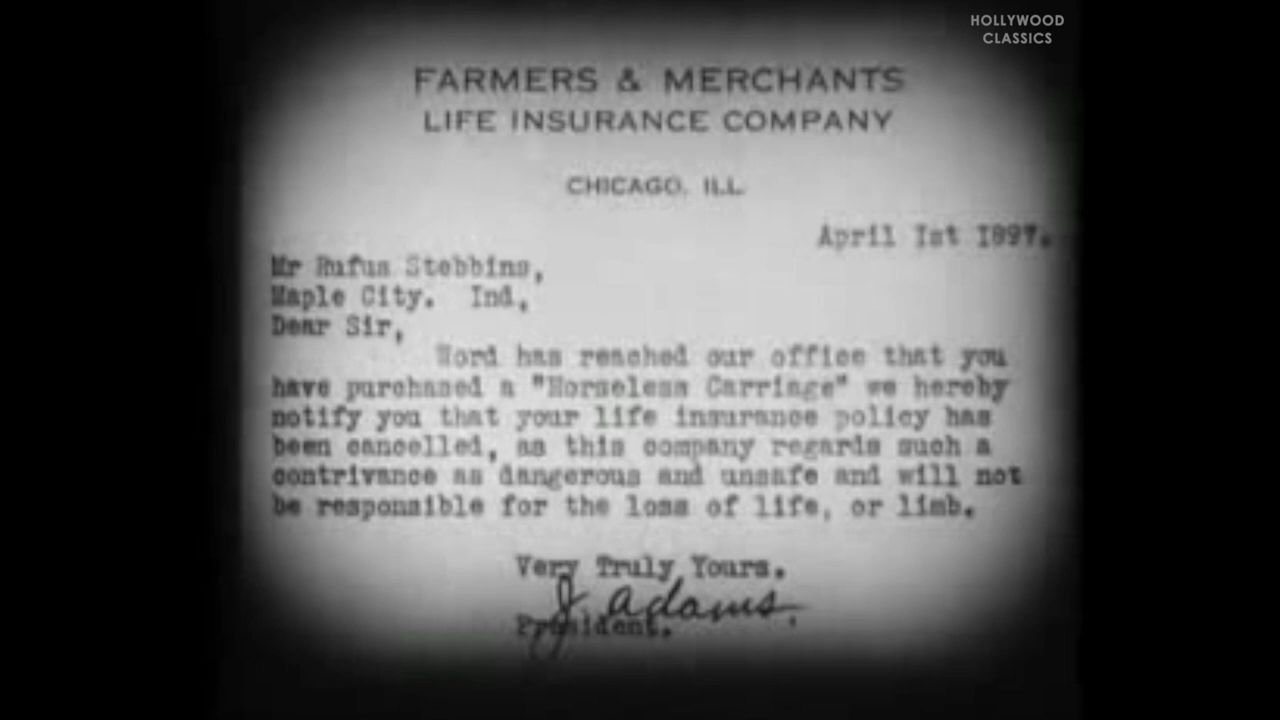 HOLLYWOOD
CLASSICS
FARMERS & MERCHANTS
LIFE INSURANCE COMPANY
CHICAGO, ILL.
April Ist I897.
Mr Rufus Stebbins,
Maple City. Ind,
Dear Sir,
Word has reached our office that you
have purchased a "Horseless Carriage" we hereby
notify you that your life insurance policy has
been cancelled, as this company regards such a
contrivance as dangerous and unsafe and will not
be responsible for the loss of life, or limb.
Very Truly Yours.
J. Adams.
President.